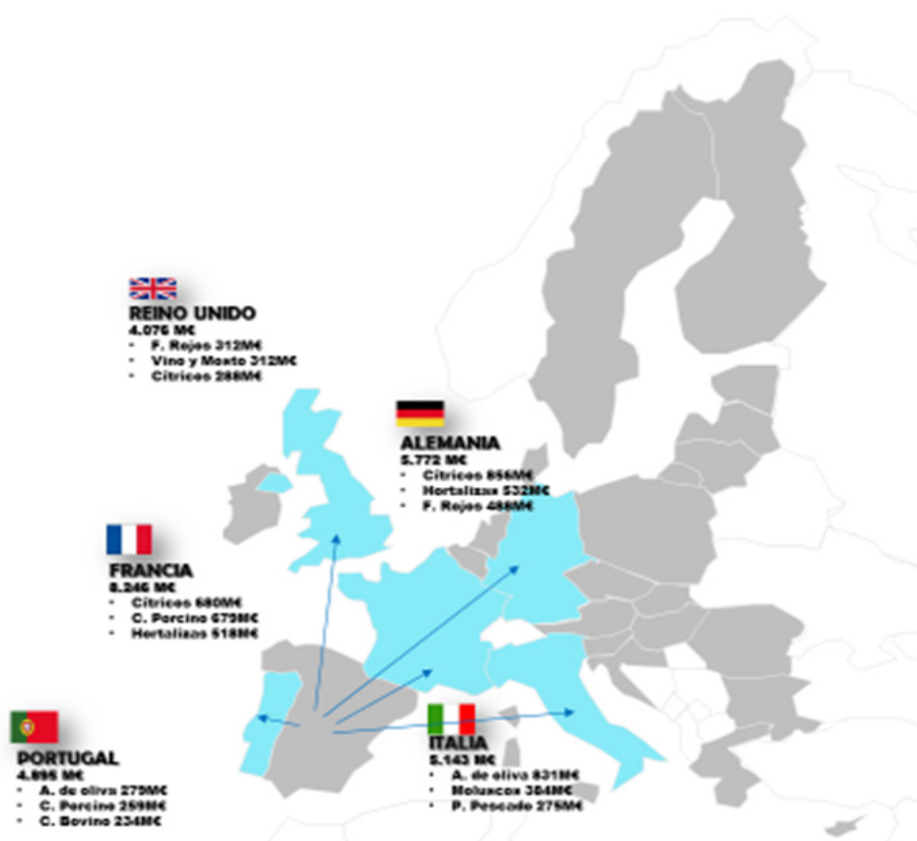 REINO UNIDO
4.076 M€
• F. Rojos 312M€
• Vino y Mosto 312M€
• Cítricos 288M€
ALEMANIA
5.772 M€
• Cítricos 856M€
• Hortalizas 532M€
• F. Rojos 488M€
FRANCIA
8.246 M€
• Cítricos 680M€
• C. Porcino 679M€
• Hortalizas 518M€
PORTUGAL
4.895 M€
• A. de oliva 279M€
• C. Porcino 259M€
• C. Bovino 234M€
ITALIA
5.143 M€
• A. de oliva 831M€
• Moluscos 384M€
• P. Pescado 275M€